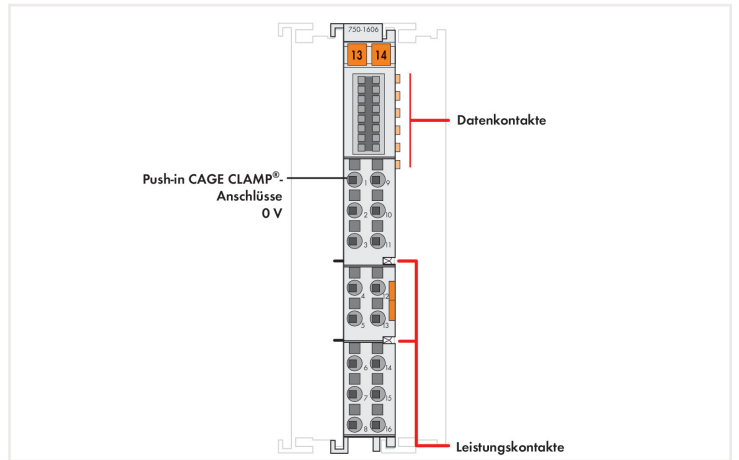 750-1606
13 14
Datenkontakte
Push-in CAGE CLAMP®-
Anschlüsse
0 V
1 9
2 10
3 11
4 12
5 13
6 14
7 15
8 16
Leistungskontakte